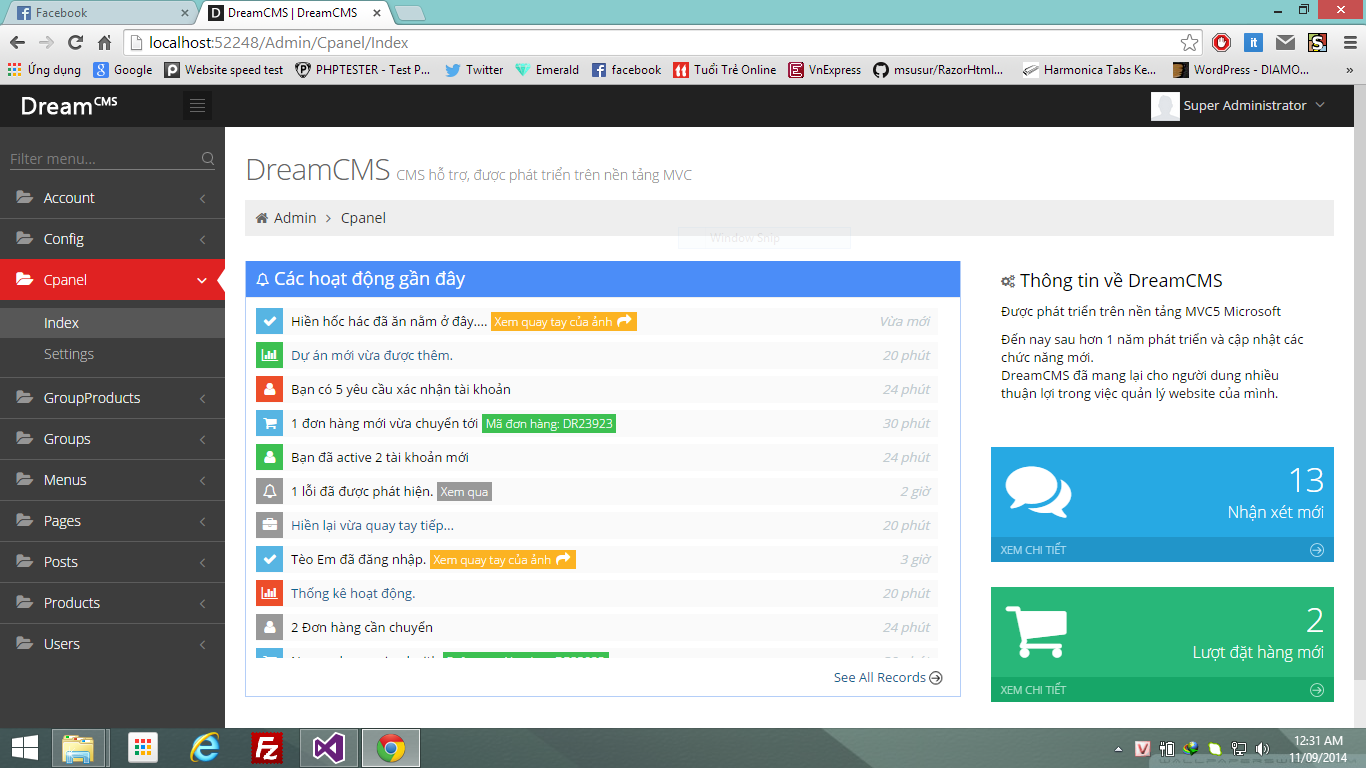 Facebook
DreamCMS | DreamCMS
localhost:52248/Admin/Cpanel/Index
Ứng dụng
Google
Website speed test
PHPTESTER - Test P...
Twitter
Emerald
facebook
Tuổi Trẻ Online
VnExpress
msusur/RazorHtml...
Harmonica Tabs Ke...
WordPress - DIAMO...
»
DreamCMS
Super Administrator
Filter menu...
Account
Config
Cpanel
Index
Settings
GroupProducts
Groups
Menus
Pages
Posts
Products
Users
DreamCMS CMS hỗ trợ, được phát triển trên nền tảng MVC
Admin > Cpanel
Window Snip
Các hoạt động gần đây
Hiền hốc hác đã ăn nằm ở đây.... Xem quay tay của ảnh Vừa mới
Dự án mới vừa được thêm. 20 phút
Bạn có 5 yêu cầu xác nhận tài khoản 24 phút
1 đơn hàng mới vừa chuyển tới Mã đơn hàng: DR23923 30 phút
Bạn đã active 2 tài khoản mới 24 phút
1 lỗi đã được phát hiện. Xem qua 2 giờ
Hiền lại vừa quay tay tiếp... 20 phút
Tèo Em đã đăng nhập. Xem quay tay của ảnh 3 giờ
Thống kê hoạt động. 20 phút
2 Đơn hàng cần chuyển 24 phút
See All Records
Thông tin về DreamCMS
Được phát triển trên nền tảng MVC5 Microsoft
Đến nay sau hơn 1 năm phát triển và cập nhật các
chức năng mới.
DreamCMS đã mang lại cho người dung nhiều
thuận lợi trong việc quản lý website của mình.
13
Nhận xét mới
XEM CHI TIẾT
2
Lượt đặt hàng mới
XEM CHI TIẾT
12:31 AM
11/09/2014